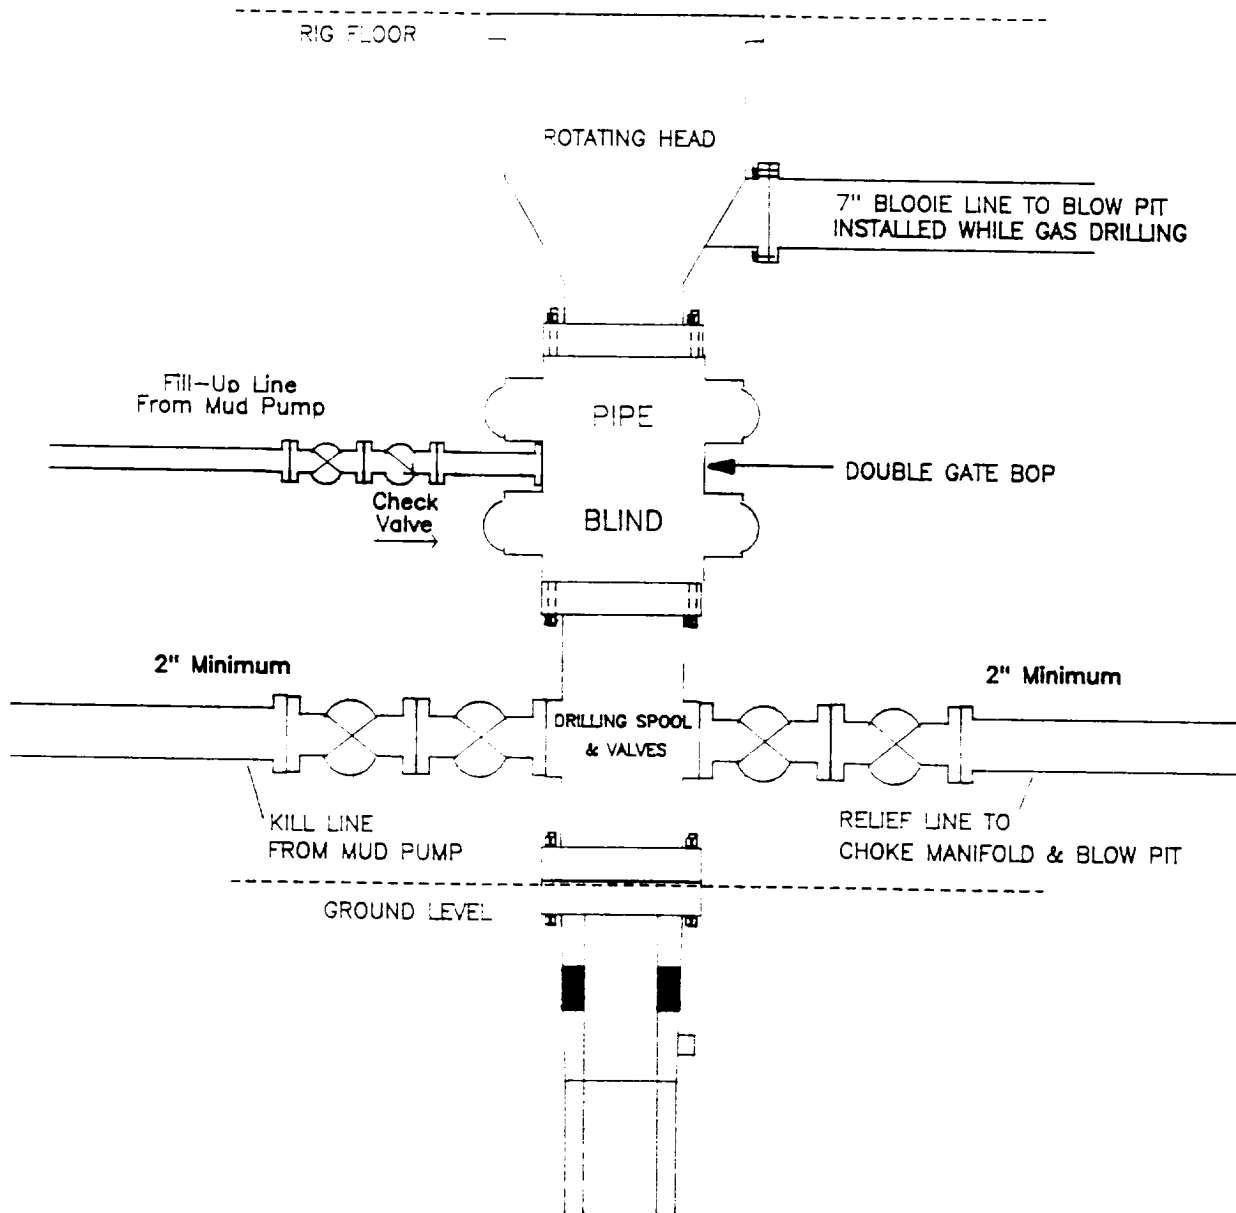 RIG FLOOR
ROTATING HEAD
7" BLOOIE LINE TO BLOW PIT
INSTALLED WHILE GAS DRILLING
Fill-Up Line
From Mud Pump
PIPE
DOUBLE GATE BOP
Check
Valve
BLIND
2" Minimum
2" Minimum
DRILLING SPOOL
& VALVES
KILL LINE
FROM MUD PUMP
RELIEF LINE TO
CHOKE MANIFOLD & BLOW PIT
GROUND LEVEL